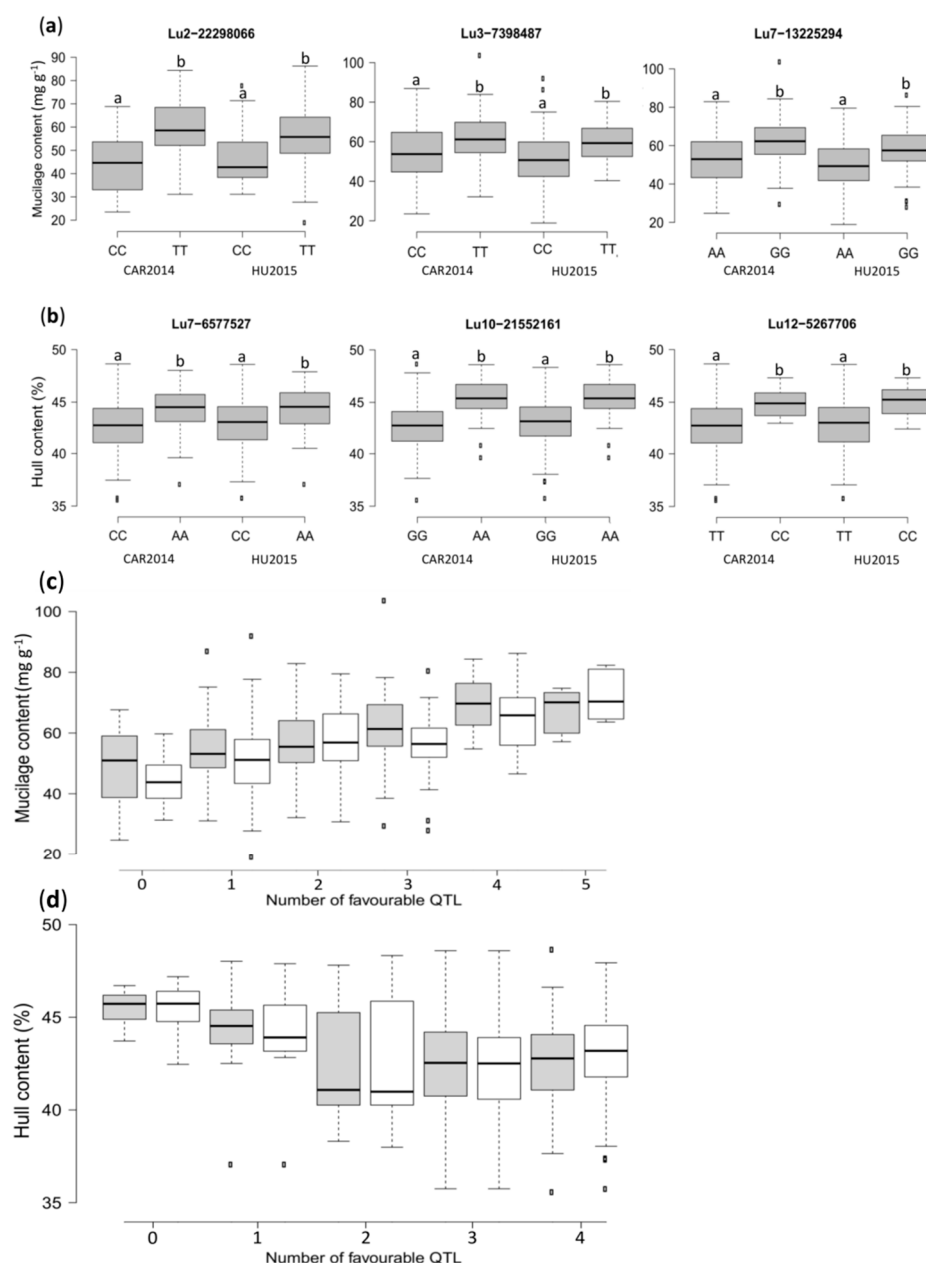 (a)
Lu2-22298066 Lu3-7398487 Lu7-13225294
Mucilage content (mg g-1)
90
80
70
60
50
40
30
20
a b a b
CC TT CC TT
CAR2014 HU2015
100
80
60
40
20
a b a b
CC TT CC TT.
CAR2014 HU2015
100
80
60
40
20
a b a b
AA GG AA GG
CAR2014 HU2015
(b)
Lu7-6577527 Lu10-21552161 Lu12-5267706
Hull content (%)
50
45
40
35
a b a b
CC AA CC AA
CAR2014 HU2015
50
45
40
35
a b a b
GG AA GG AA
CAR2014 HU2015
50
45
40
35
a b a b
TT CC TT CC
CAR2014 HU2015
(c)
Mucilage content (mg g-1)
100
80
60
40
20
0 1 2 3 4 5
Number of favourable QTL
(d)
Hull content (%)
50
45
40
35
0 1 2 3 4
Number of favourable QTL